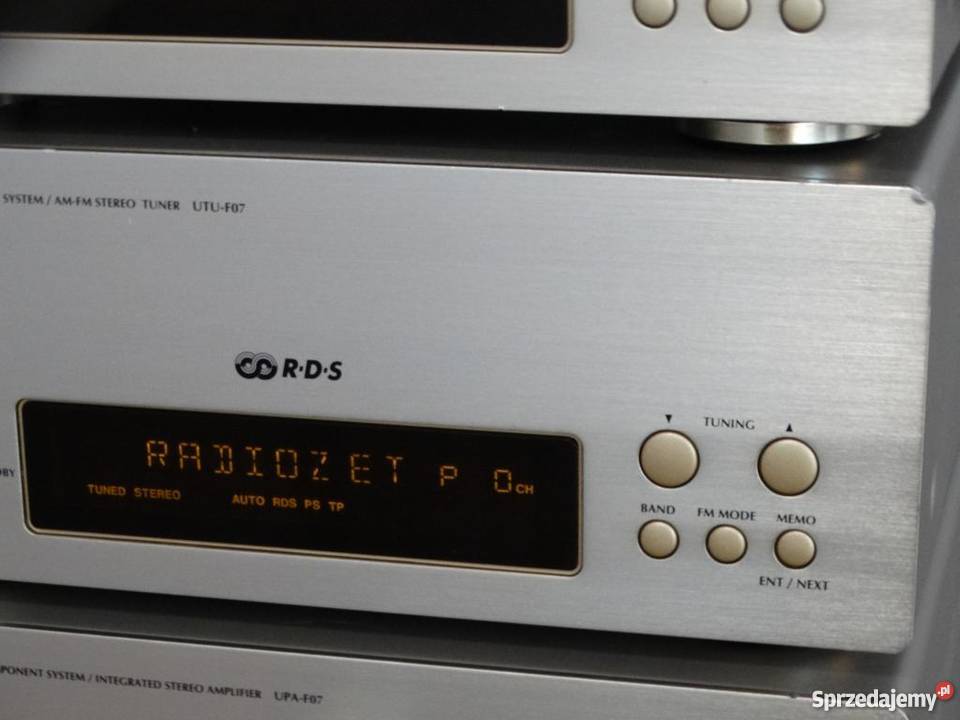 SYSTEM / AM-FM STEREO TUNER UTU-F07
R·D·S
▼ TUNING ▲
RADIOZET P 0CH
TUNED STEREO AUTO RDS PS TP
BAND FM MODE MEMO
ENT / NEXT
SYSTEM / INTEGRATED STEREO AMPLIFIER UPA-F07
Sprzedajemy.pl